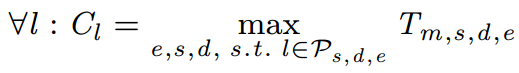 ∀l : C_l = max_{e,s,d, s.t. l∈𝒫_{s,d,e}} T_{m,s,d,e}